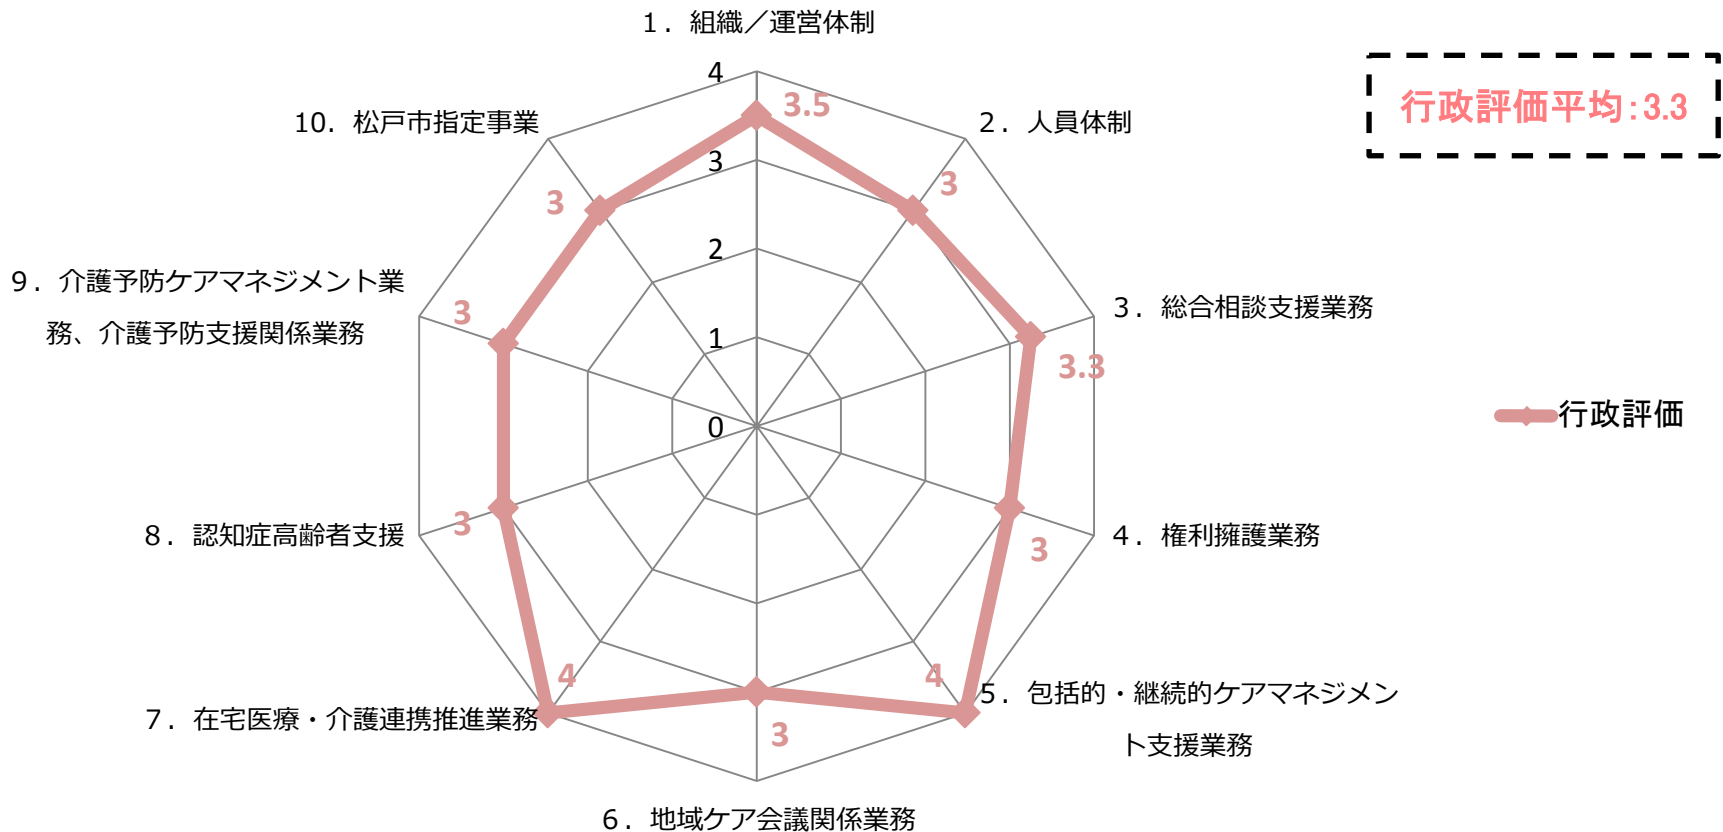 1．組織／運営体制
行政評価平均：3.3
4
3.5
10．松戸市指定事業
2．人員体制
3
3
3
2
9．介護予防ケアマネジメント業
務、介護予防支援関係業務
3
3．総合相談支援業務
3.3
1
0
行政評価
8．認知症高齢者支援
3
4．権利擁護業務
3
7．在宅医療・介護連携推進業務
4
4
5．包括的・継続的ケアマネジメン
ト支援業務
3
6．地域ケア会議関係業務